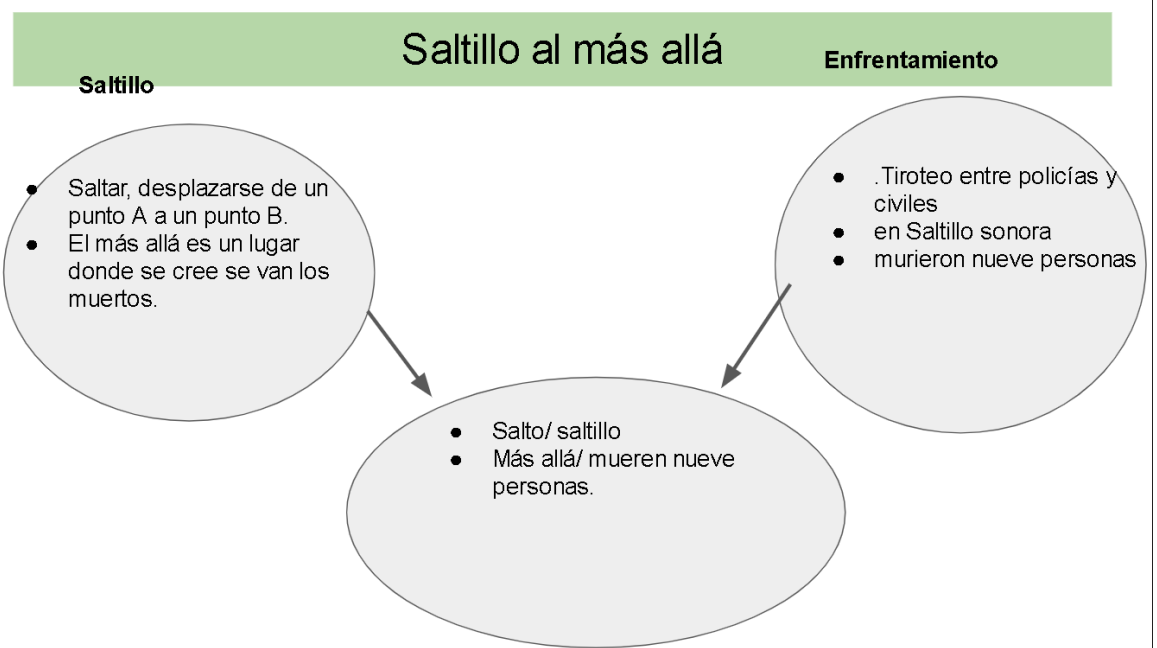 Saltillo al más allá
Saltillo
Enfrentamiento
● Saltar, desplazarse de un
punto A a un punto B.
● El más allá es un lugar
donde se cree se van los
muertos.
● .Tiroteo entre policías y
civiles
● en Saltillo sonora
● murieron nueve personas
● Salto/ saltillo
● Más allá/ mueren nueve
personas.